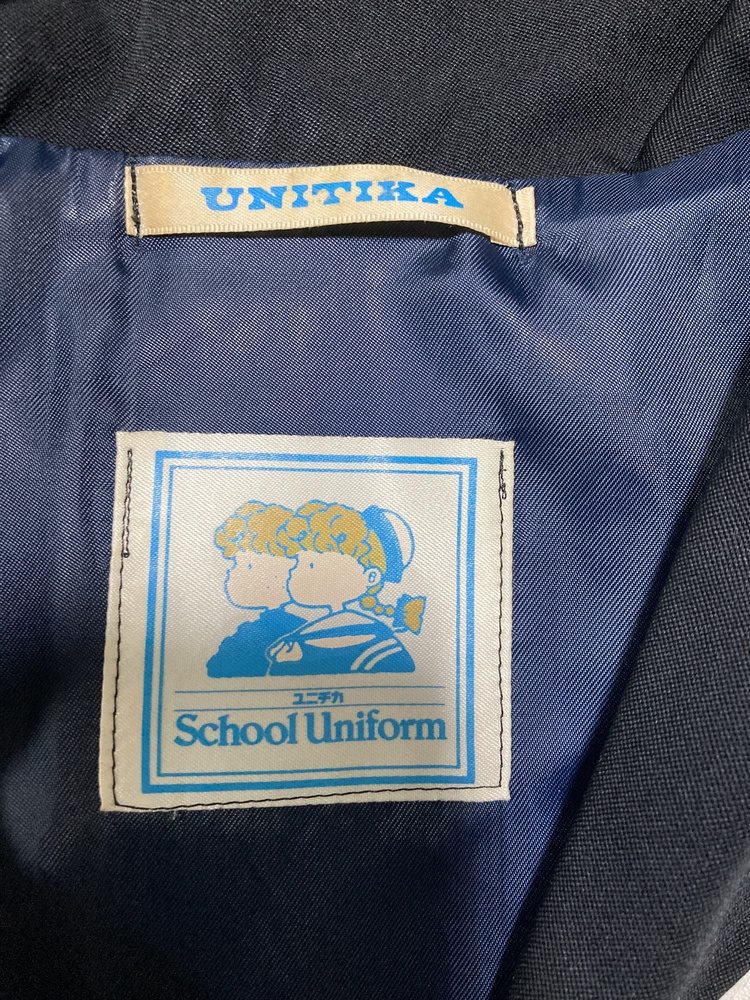 UNITIKA
ユニチカ
School Uniform